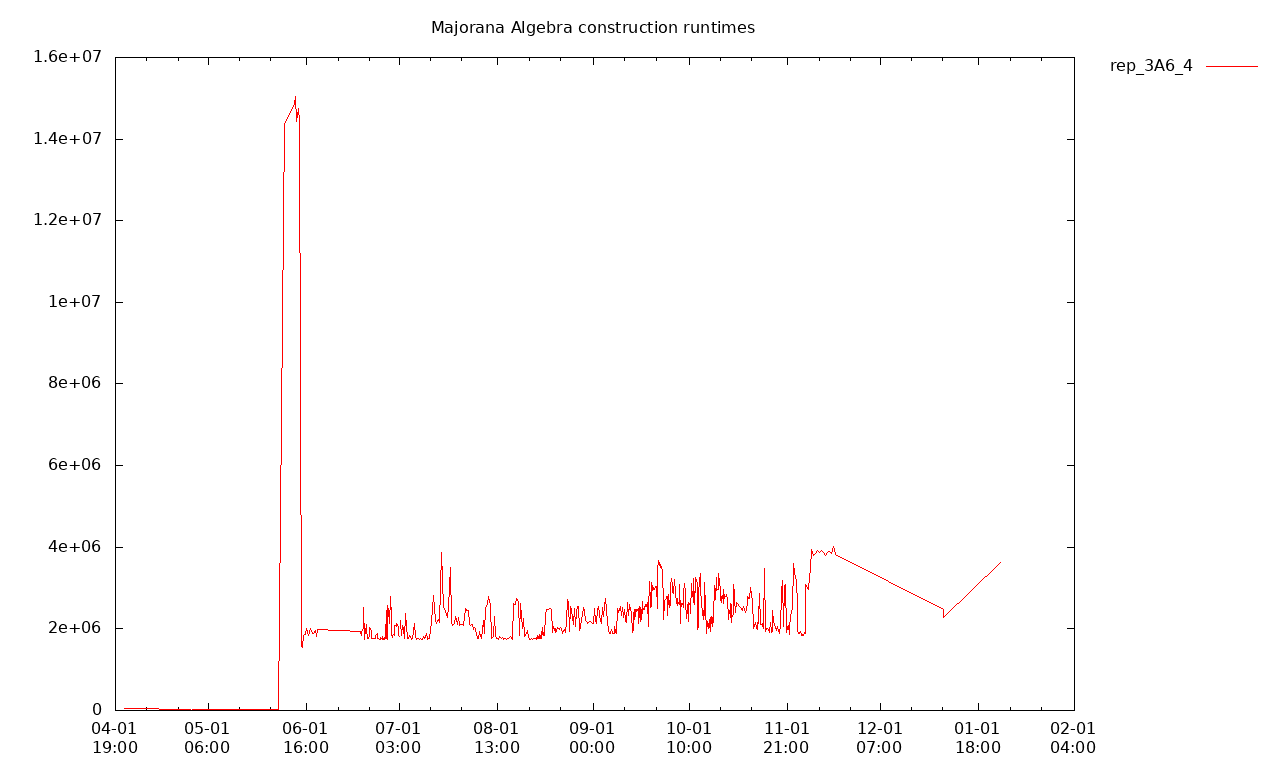 Majorana Algebra construction runtimes
rep_3A6_4
1.6e+07
1.4e+07
1.2e+07
1e+07
8e+06
6e+06
4e+06
2e+06
0
04-01 05-01 06-01 07-01 08-01 09-01 10-01 11-01 12-01 01-01 02-01
19:00 06:00 16:00 03:00 13:00 00:00 10:00 21:00 07:00 18:00 04:00